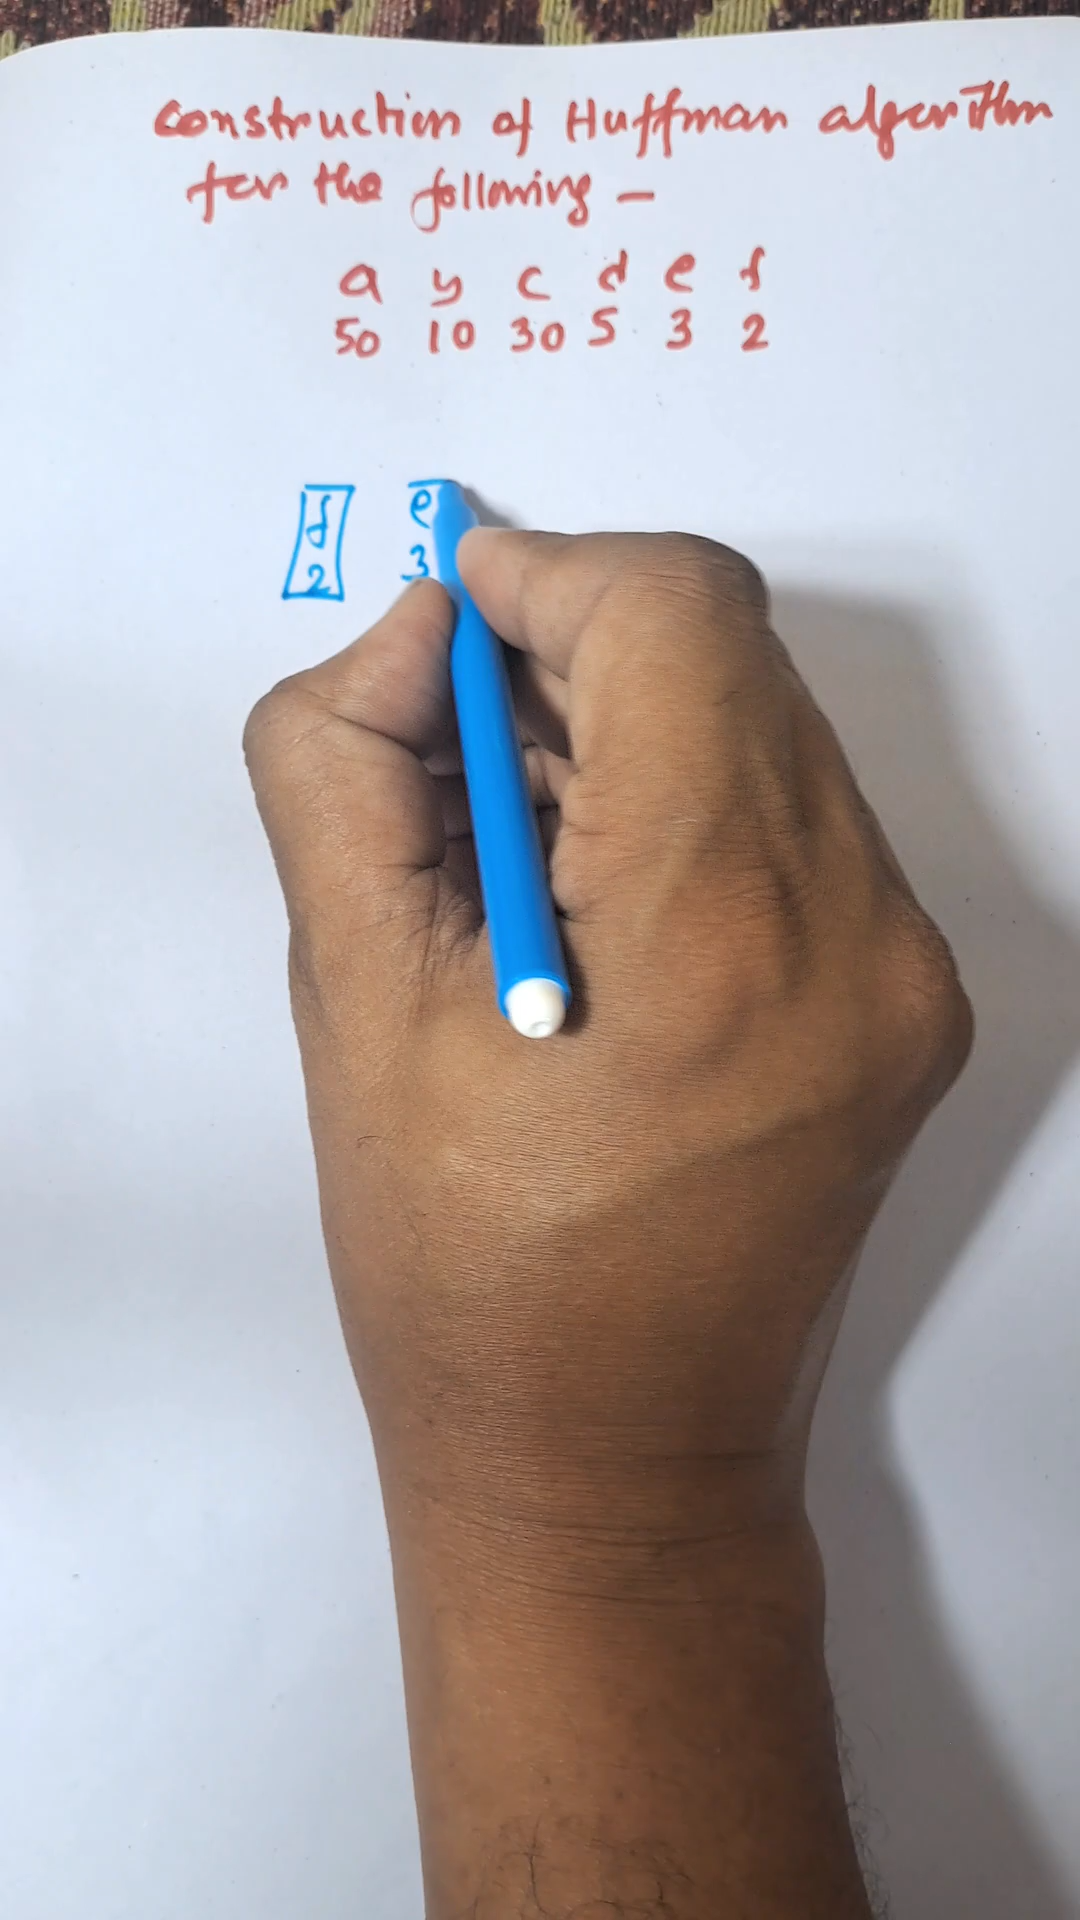 Construction of Huffman algorithm
for the following -
a y c d e f
50 10 30 5 3 2
f e
2 3